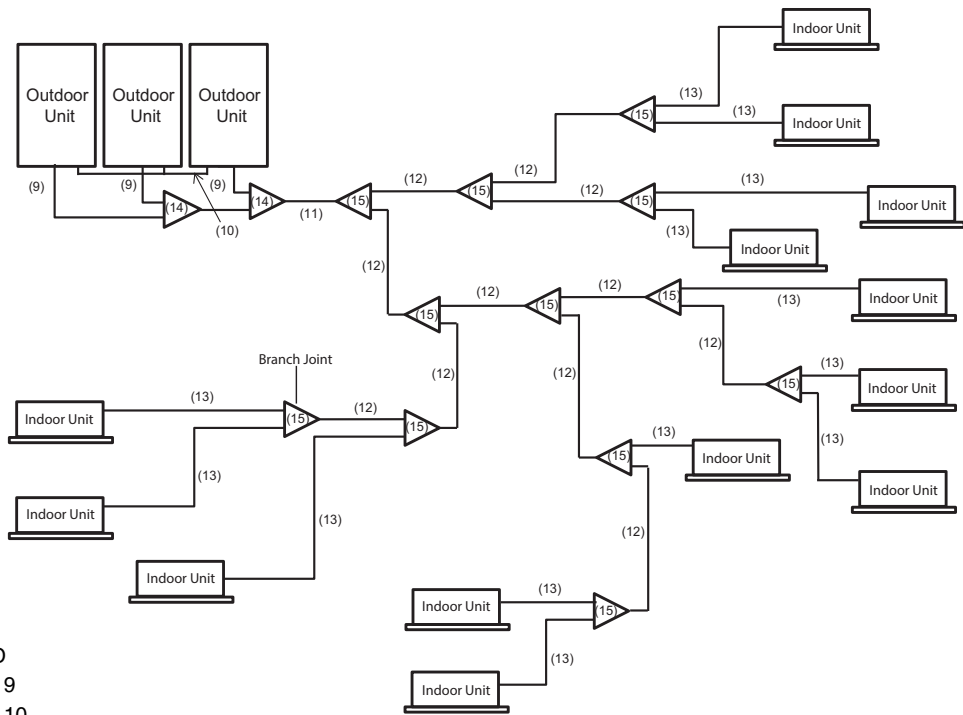 Outdoor
Unit
Outdoor
Unit
Outdoor
Unit
(9)
(9)
(9)
(14)
(14)
(10)
(11)
(15)
(12)
(15)
(12)
(12)
(15)
(13)
(13)
Indoor Unit
Indoor Unit
(15)
(13)
(13)
Indoor Unit
Indoor Unit
(12)
(15)
(12)
(15)
(12)
(15)
(13)
Indoor Unit
(12)
(15)
(13)
Indoor Unit
(13)
Indoor Unit
(12)
(15)
(13)
Indoor Unit
(12)
(15)
(13)
Indoor Unit
(13)
Indoor Unit
(12)
(15)
(12)
Branch Joint
(15)
(13)
Indoor Unit
(13)
Indoor Unit
(13)
Indoor Unit
9
10